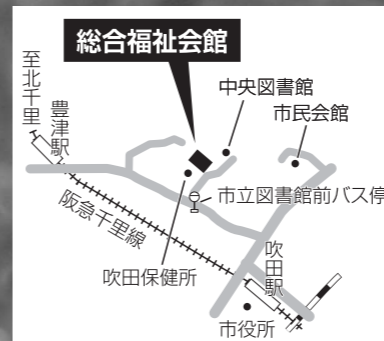 総合福祉会館
中央図書館
市民会館
至北千里
豊津駅
市立図書館前バス停
阪急千里線
吹田保健所
吹田駅
市役所